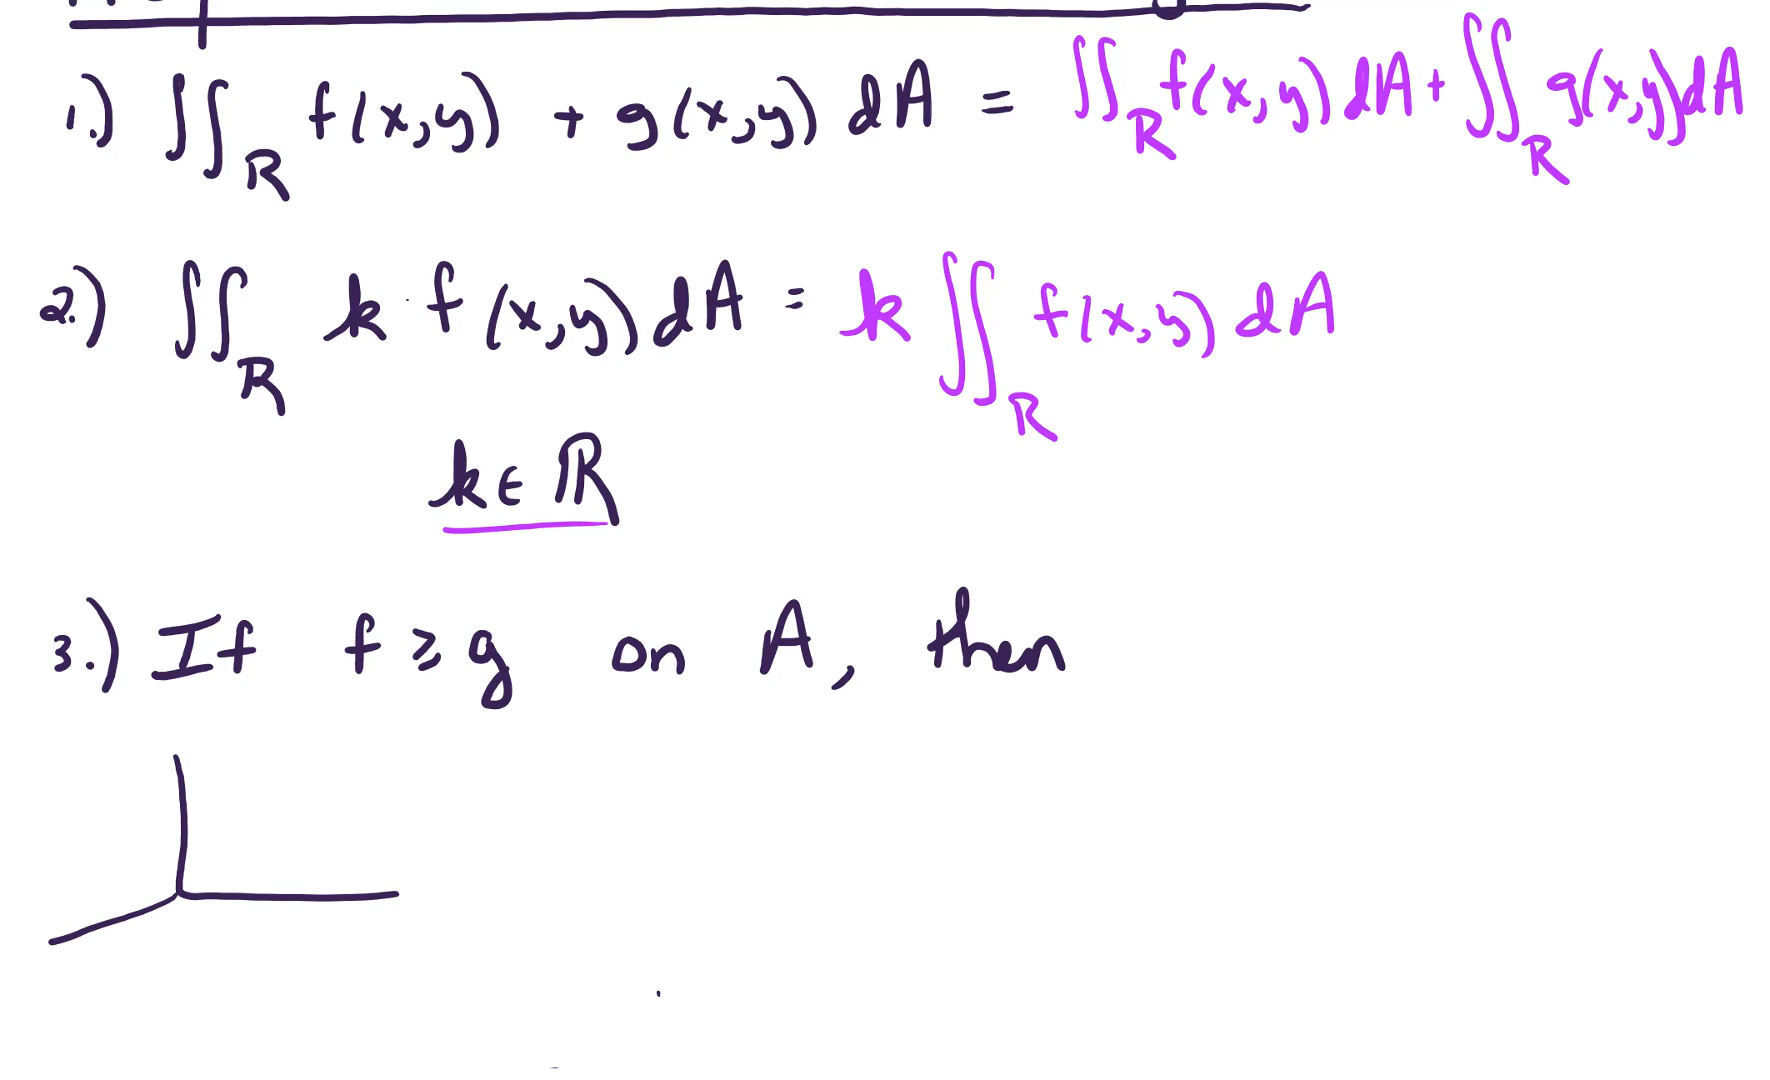 1.) ∬_R f(x,y) + g(x,y) dA = ∬_R f(x,y) dA + ∬_R g(x,y) dA
2.) ∬_R k · f(x,y) dA = k ∬_R f(x,y) dA
k ∈ ℝ
3.) If f ≥ g on A, then